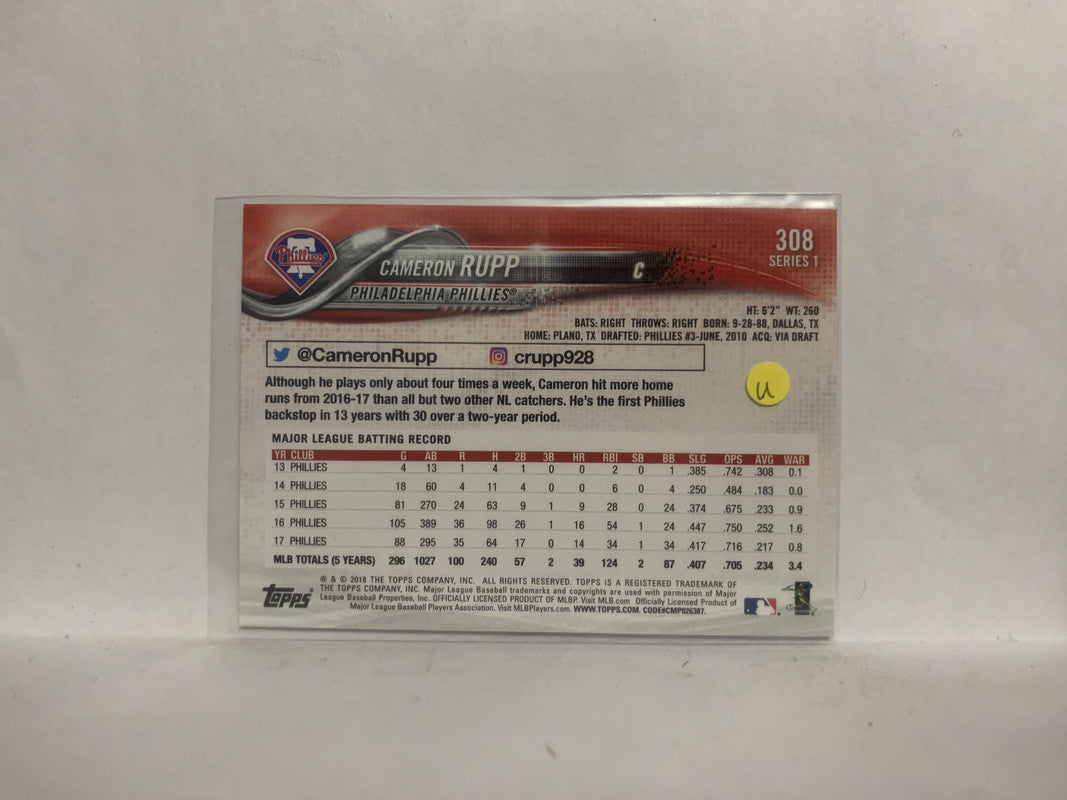 Phillies
CAMERON RUPP
C
308
SERIES 1
PHILADELPHIA PHILLIES®
HT: 6'2" WT: 260
BATS: RIGHT THROWS: RIGHT BORN: 9-28-88, DALLAS, TX
HOME: PLANO, TX DRAFTED: PHILLIES #3-JUNE, 2010 ACQ: VIA DRAFT
@CameronRupp crupp928
U
Although he plays only about four times a week, Cameron hit more home
runs from 2016-17 than all but two other NL catchers. He's the first Phillies
backstop in 13 years with 30 over a two-year period.
MAJOR LEAGUE BATTING RECORD
YR CLUB G AB R H 2B 3B HR RBI SB BB SLG OPS AVG WAR
13 PHILLIES 4 13 1 4 1 0 0 2 0 1 .385 .742 .308 0.1
14 PHILLIES 18 60 4 11 4 0 0 6 0 4 .250 .484 .183 0.0
15 PHILLIES 81 270 24 63 9 1 9 28 0 24 .374 .675 .233 0.9
16 PHILLIES 105 389 36 98 26 1 16 54 1 24 .447 .750 .252 1.6
17 PHILLIES 88 295 35 64 17 0 14 34 1 34 .417 .716 .217 0.8
MLB TOTALS (5 YEARS) 296 1027 100 240 57 2 39 124 2 87 .407 .705 .234 3.4
topps
® & © 2018 THE TOPPS COMPANY, INC. ALL RIGHTS RESERVED. TOPPS IS A REGISTERED TRADEMARK OF
THE TOPPS COMPANY, INC. Major League Baseball trademarks and copyrights are used with permission of Major
League Baseball Properties, Inc. OFFICIALLY LICENSED PRODUCT OF MLBP. Visit MLB.com Officially Licensed Product of
Major League Baseball Players Association. Visit MLBPlayers.com. WWW.TOPPS.COM. CODE#CMP026387.